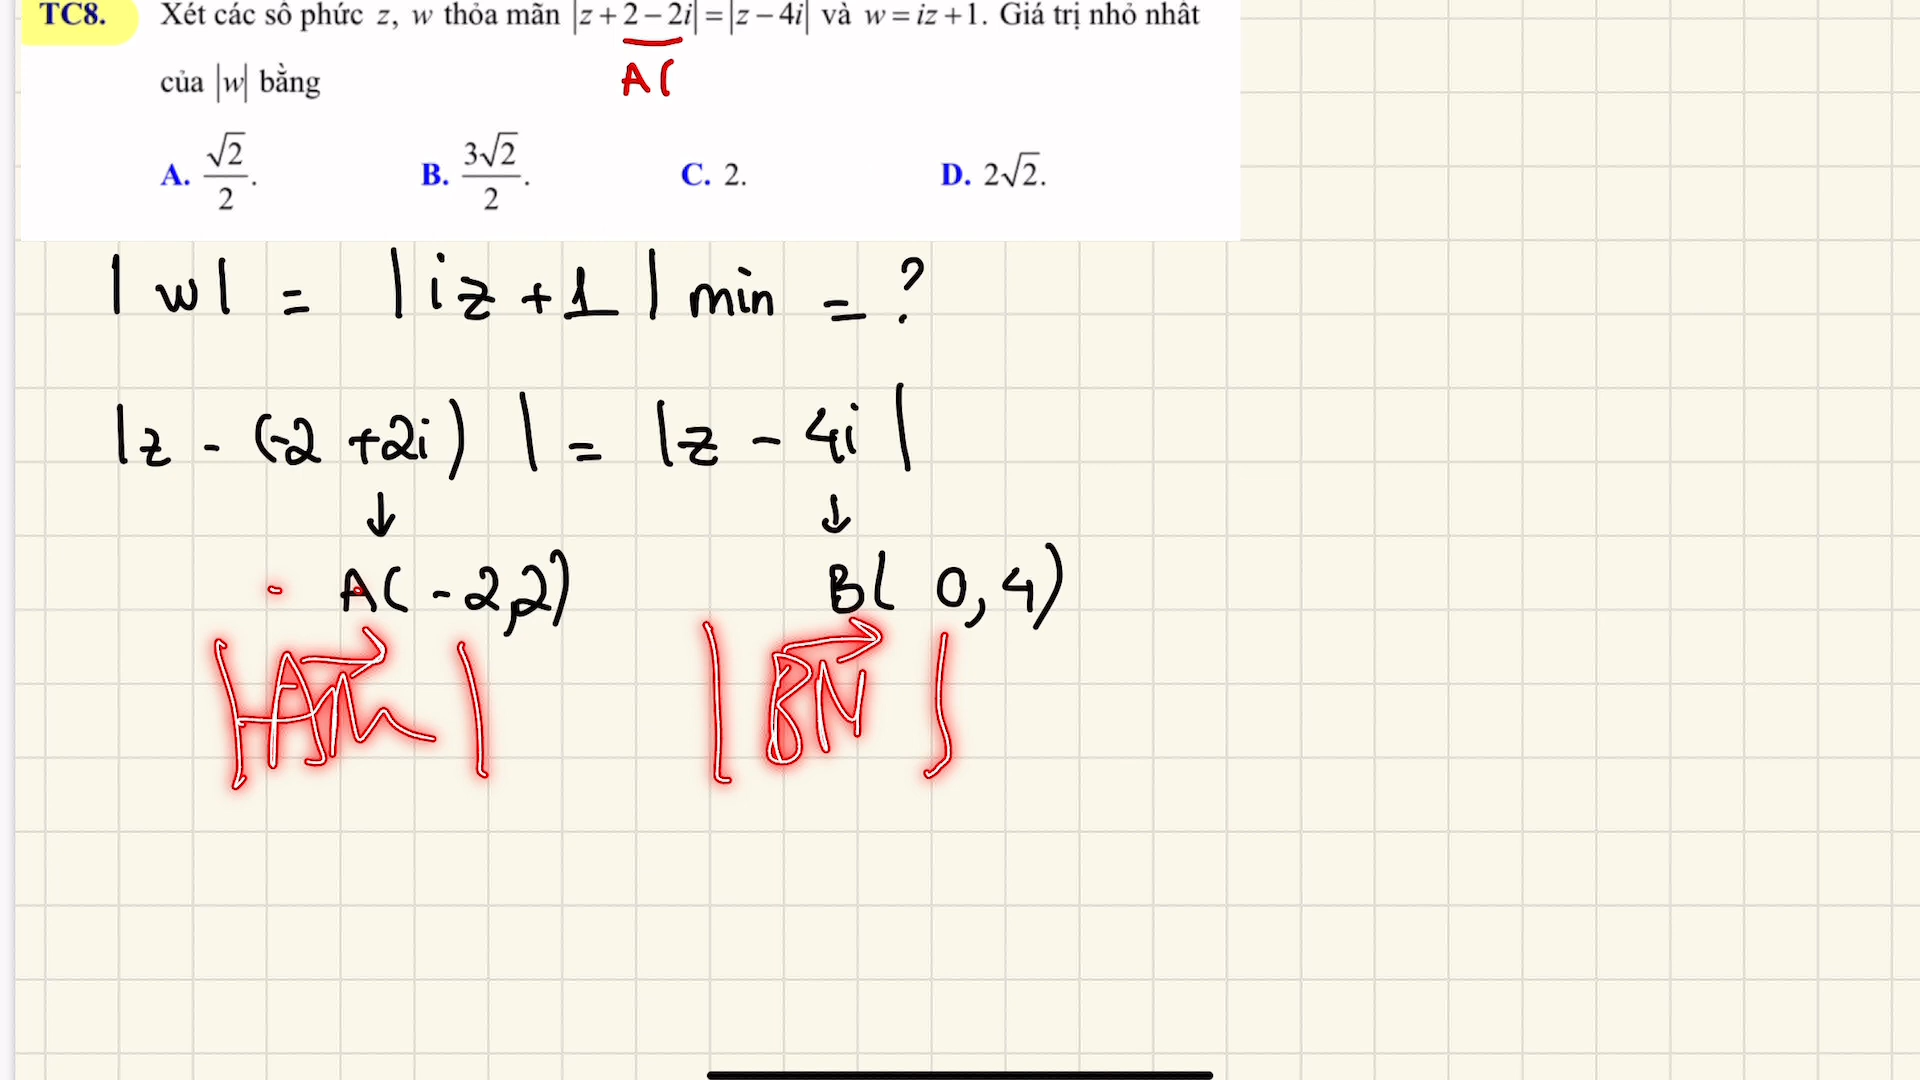 TC8. Xét các số phức z, w thỏa mãn |z + 2 − 2i| = |z − 4i| và w = iz + 1. Giá trị nhỏ nhất
A(
của |w| bằng
A. √2/2. B. 3√2/2. C. 2. D. 2√2.
|w| = |iz + 1| min = ?
|z - (-2 + 2i)| = |z - 4i|
↓ ↓
A(-2,2) B(0,4)
|AM| |BN|